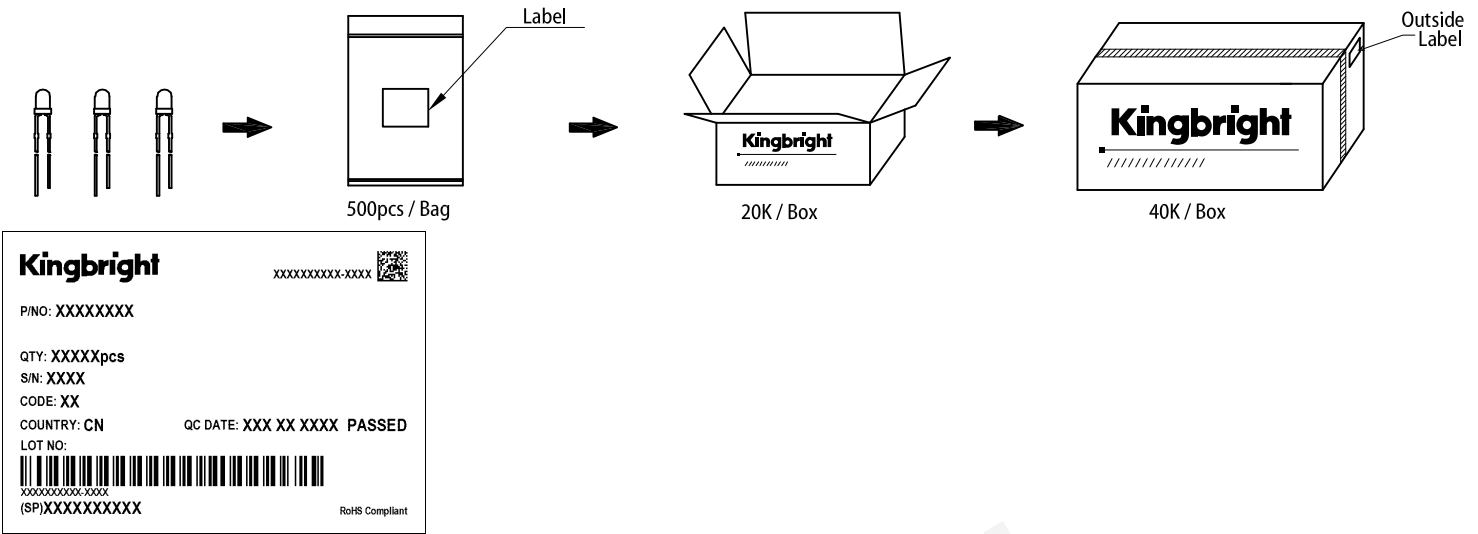 Label
Outside
Label
Kingbright
Kingbright
500pcs / Bag
20K / Box
40K / Box
Kingbright
XXXXXXXXXX-XXXX
P/NO: XXXXXXXX
QTY: XXXXXpcs
S/N: XXXX
CODE: XX
COUNTRY: CN QC DATE: XXX XX XXXX PASSED
LOT NO:
XXXXXXXXXX-XXXX
(SP)XXXXXXXXXX RoHS Compliant